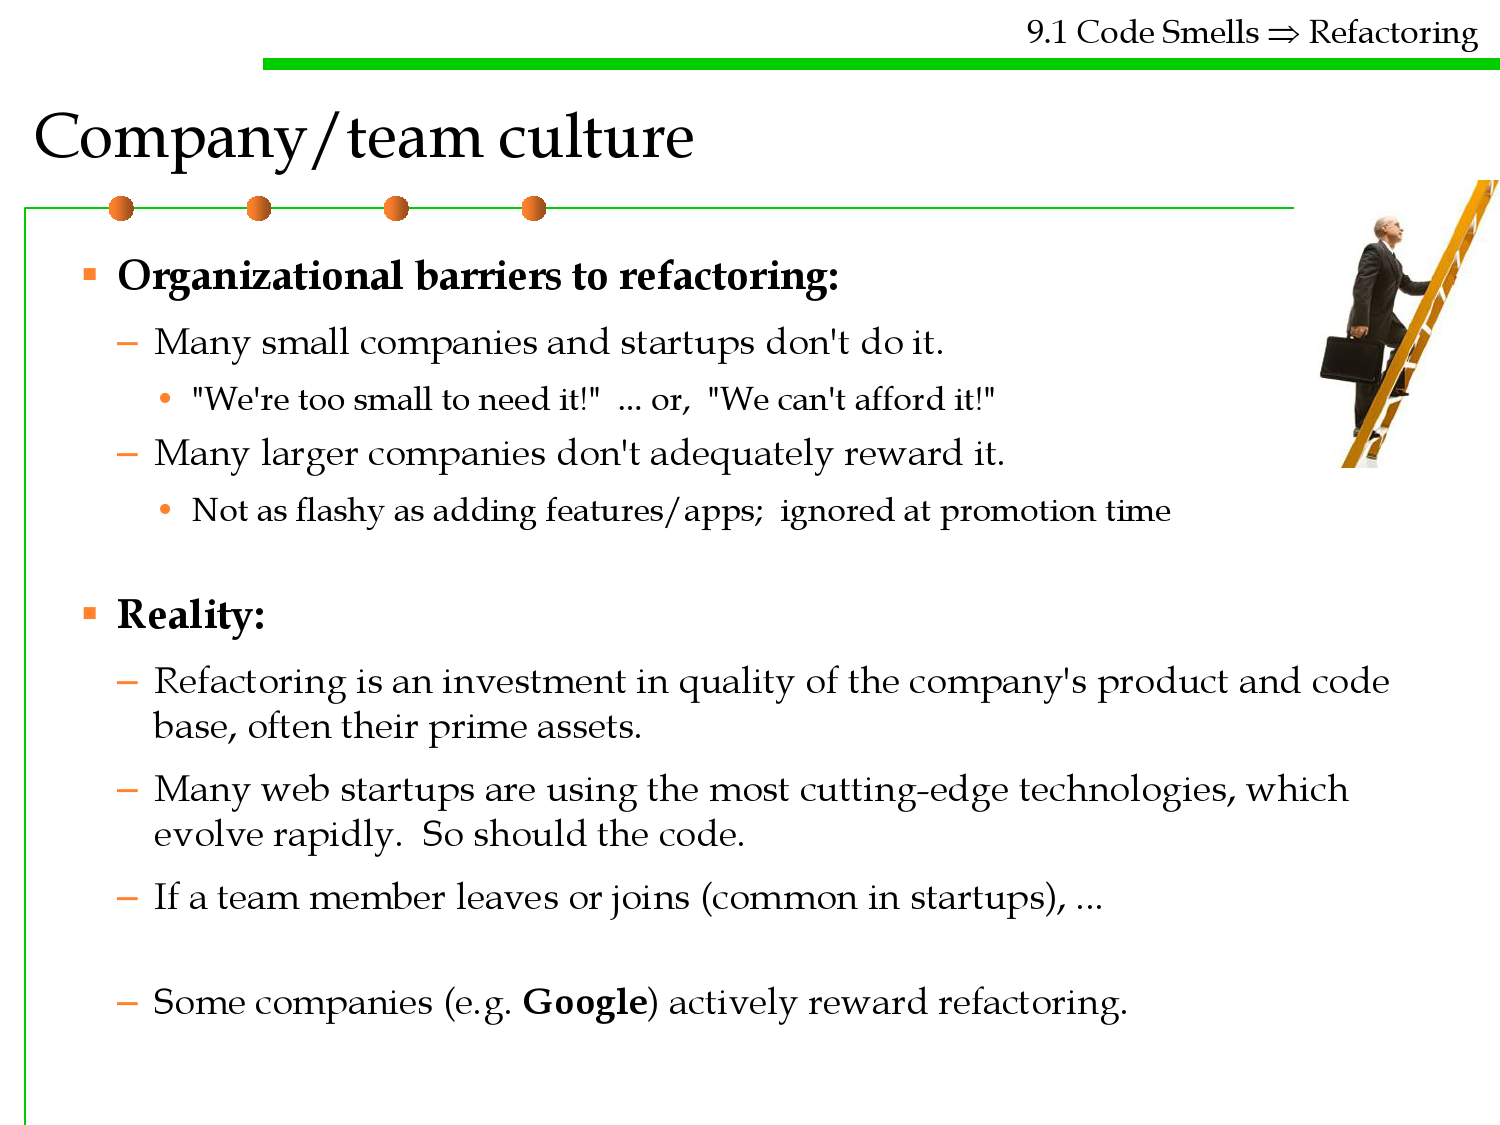 9.1 Code Smells ⇒ Refactoring
Company/team culture
▪ Organizational barriers to refactoring:
– Many small companies and startups don't do it.
• "We're too small to need it!"  ... or,  "We can't afford it!"
– Many larger companies don't adequately reward it.
• Not as flashy as adding features/apps;  ignored at promotion time
▪ Reality:
– Refactoring is an investment in quality of the company's product and code
base, often their prime assets.
– Many web startups are using the most cutting-edge technologies, which
evolve rapidly.  So should the code.
– If a team member leaves or joins (common in startups), ...
– Some companies (e.g. Google) actively reward refactoring.